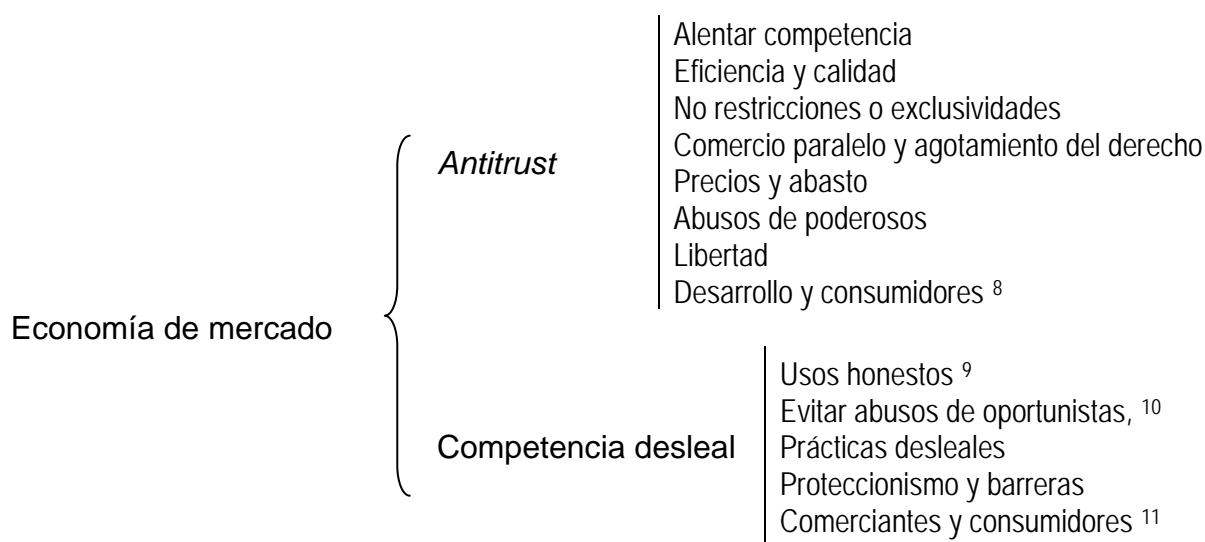 Economía de mercado
Antitrust
Alentar competencia
Eficiencia y calidad
No restricciones o exclusividades
Comercio paralelo y agotamiento del derecho
Precios y abasto
Abusos de poderosos
Libertad
Desarrollo y consumidores 8
Competencia desleal
Usos honestos 9
Evitar abusos de oportunistas, 10
Prácticas desleales
Proteccionismo y barreras
Comerciantes y consumidores 11